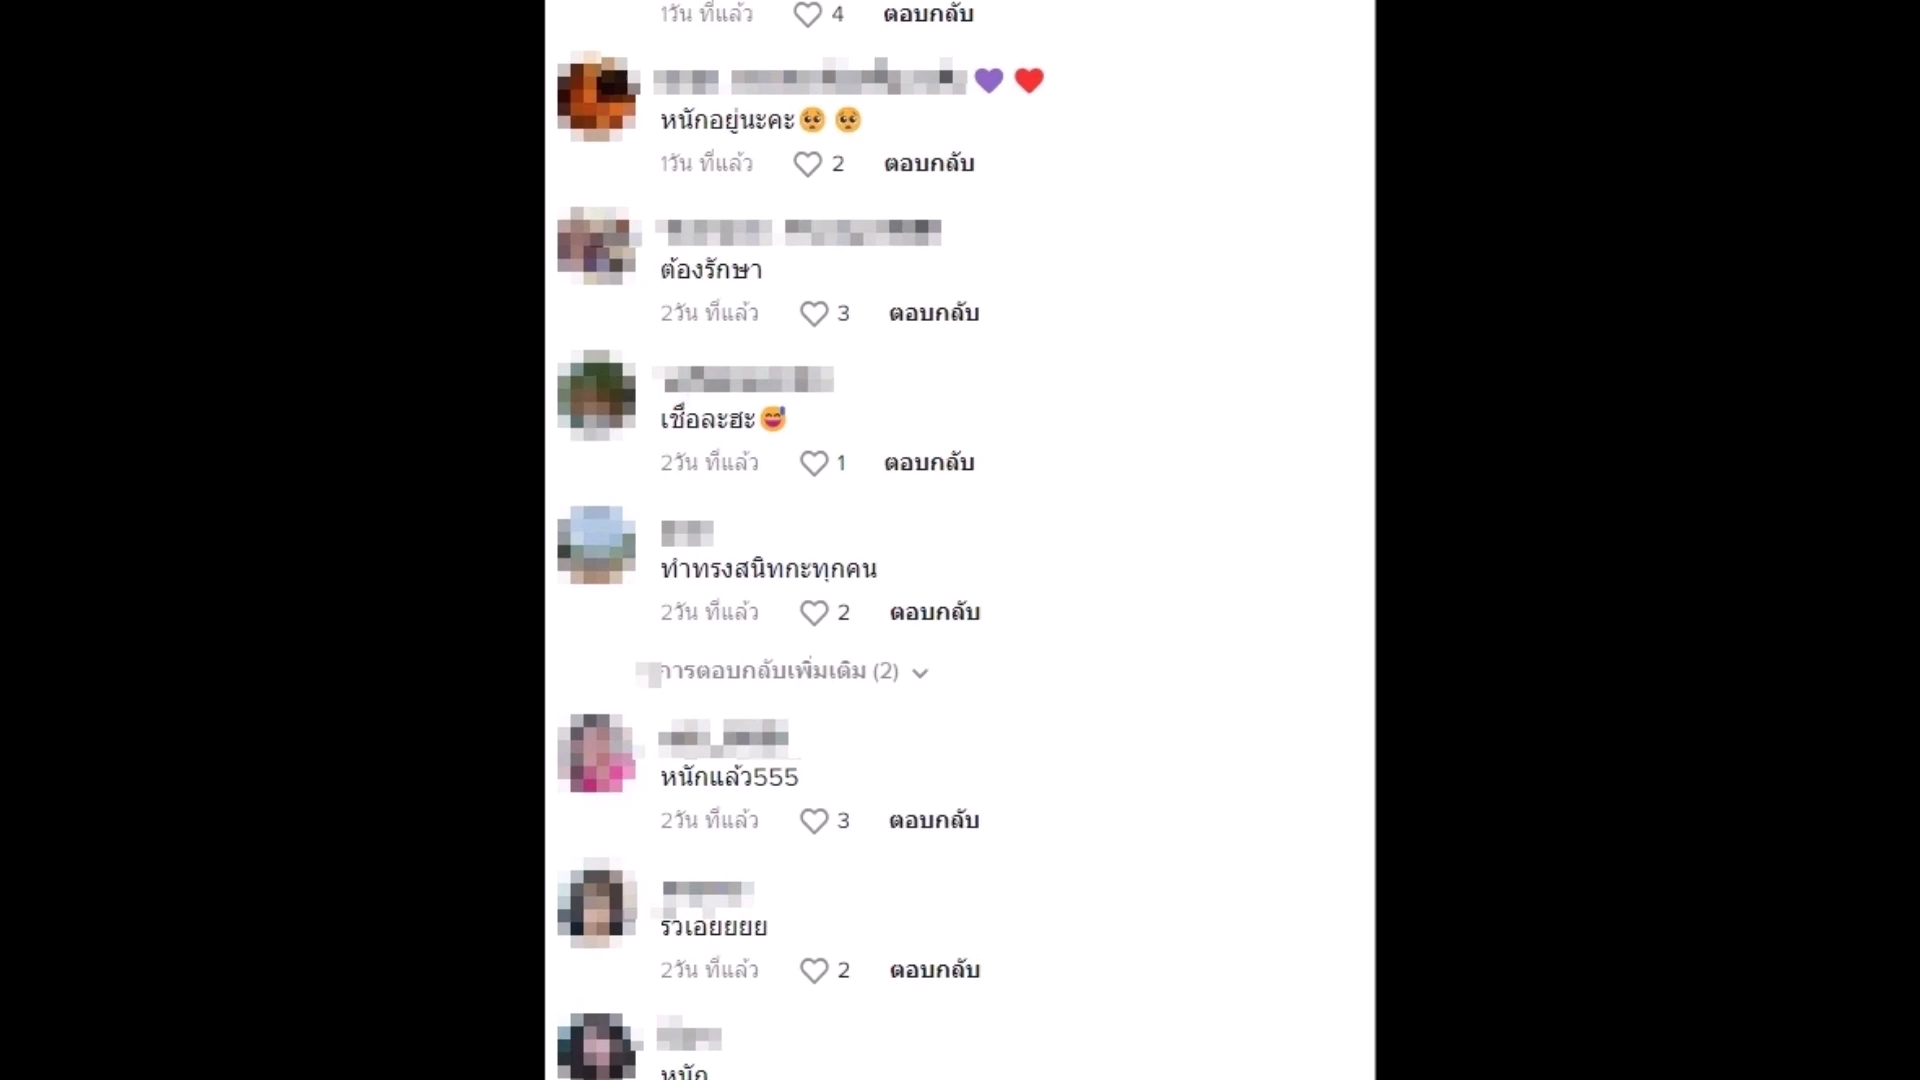 1วัน ที่แล้ว 4 ตอบกลับ
หนักอยู่นะคะ🥺 🥺
1วัน ที่แล้ว 2 ตอบกลับ
ต้องรักษา
2วัน ที่แล้ว 3 ตอบกลับ
เชื่อละฮะ😅
2วัน ที่แล้ว 1 ตอบกลับ
ทำทรงสนิทกะทุกคน
2วัน ที่แล้ว 2 ตอบกลับ
การตอบกลับเพิ่มเติม (2)
หนักแล้ว555
2วัน ที่แล้ว 3 ตอบกลับ
รวเอยยยย
2วัน ที่แล้ว 2 ตอบกลับ
หนัก